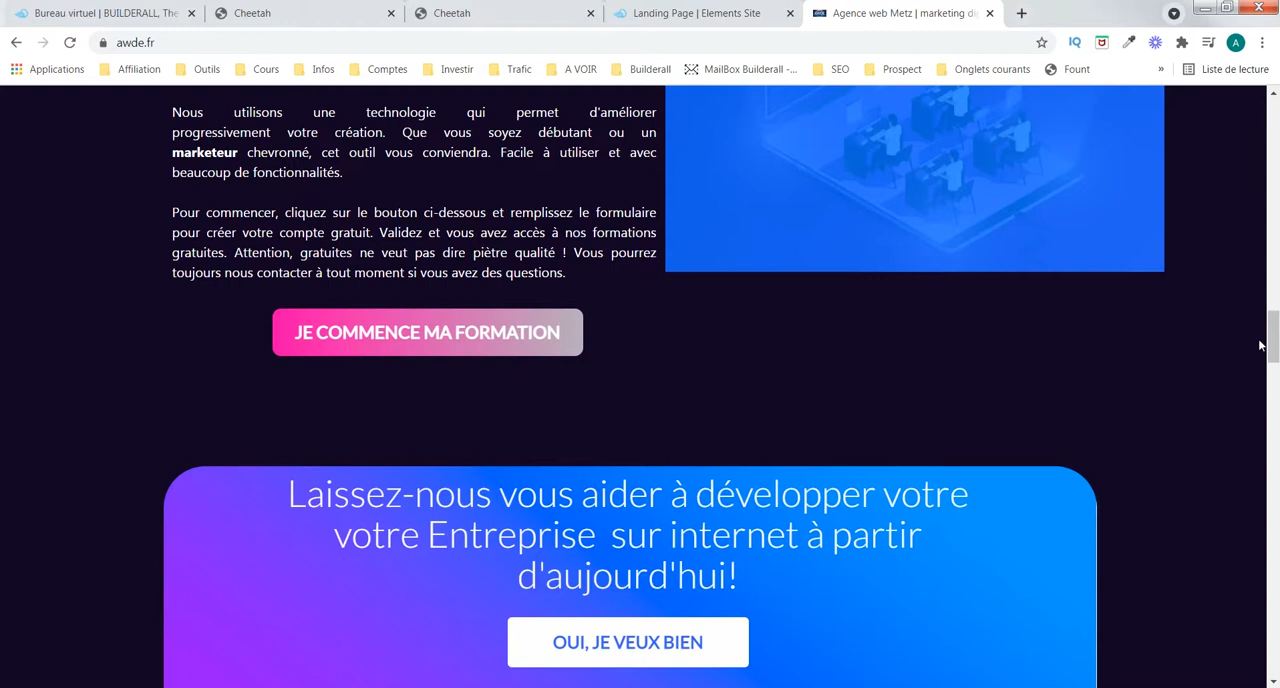 Bureau virtuel | BUILDERALL, The
Cheetah
Cheetah
Landing Page | Elements Site
Agence web Metz | marketing di
awde.fr
IQ
A
Applications
Affiliation
Outils
Cours
Infos
Comptes
Investir
Trafic
A VOIR
Builderall
MailBox Builderall -...
SEO
Prospect
Onglets courants
Fount
»
Liste de lecture
Nous utilisons une technologie qui permet d'améliorer
progressivement votre création. Que vous soyez débutant ou un
marketeur chevronné, cet outil vous conviendra. Facile à utiliser et avec
beaucoup de fonctionnalités.
Pour commencer, cliquez sur le bouton ci-dessous et remplissez le formulaire
pour créer votre compte gratuit. Validez et vous avez accès à nos formations
gratuites. Attention, gratuites ne veut pas dire piètre qualité ! Vous pourrez
toujours nous contacter à tout moment si vous avez des questions.
JE COMMENCE MA FORMATION
Laissez-nous vous aider à développer votre
votre Entreprise sur internet à partir
d'aujourd'hui!
OUI, JE VEUX BIEN